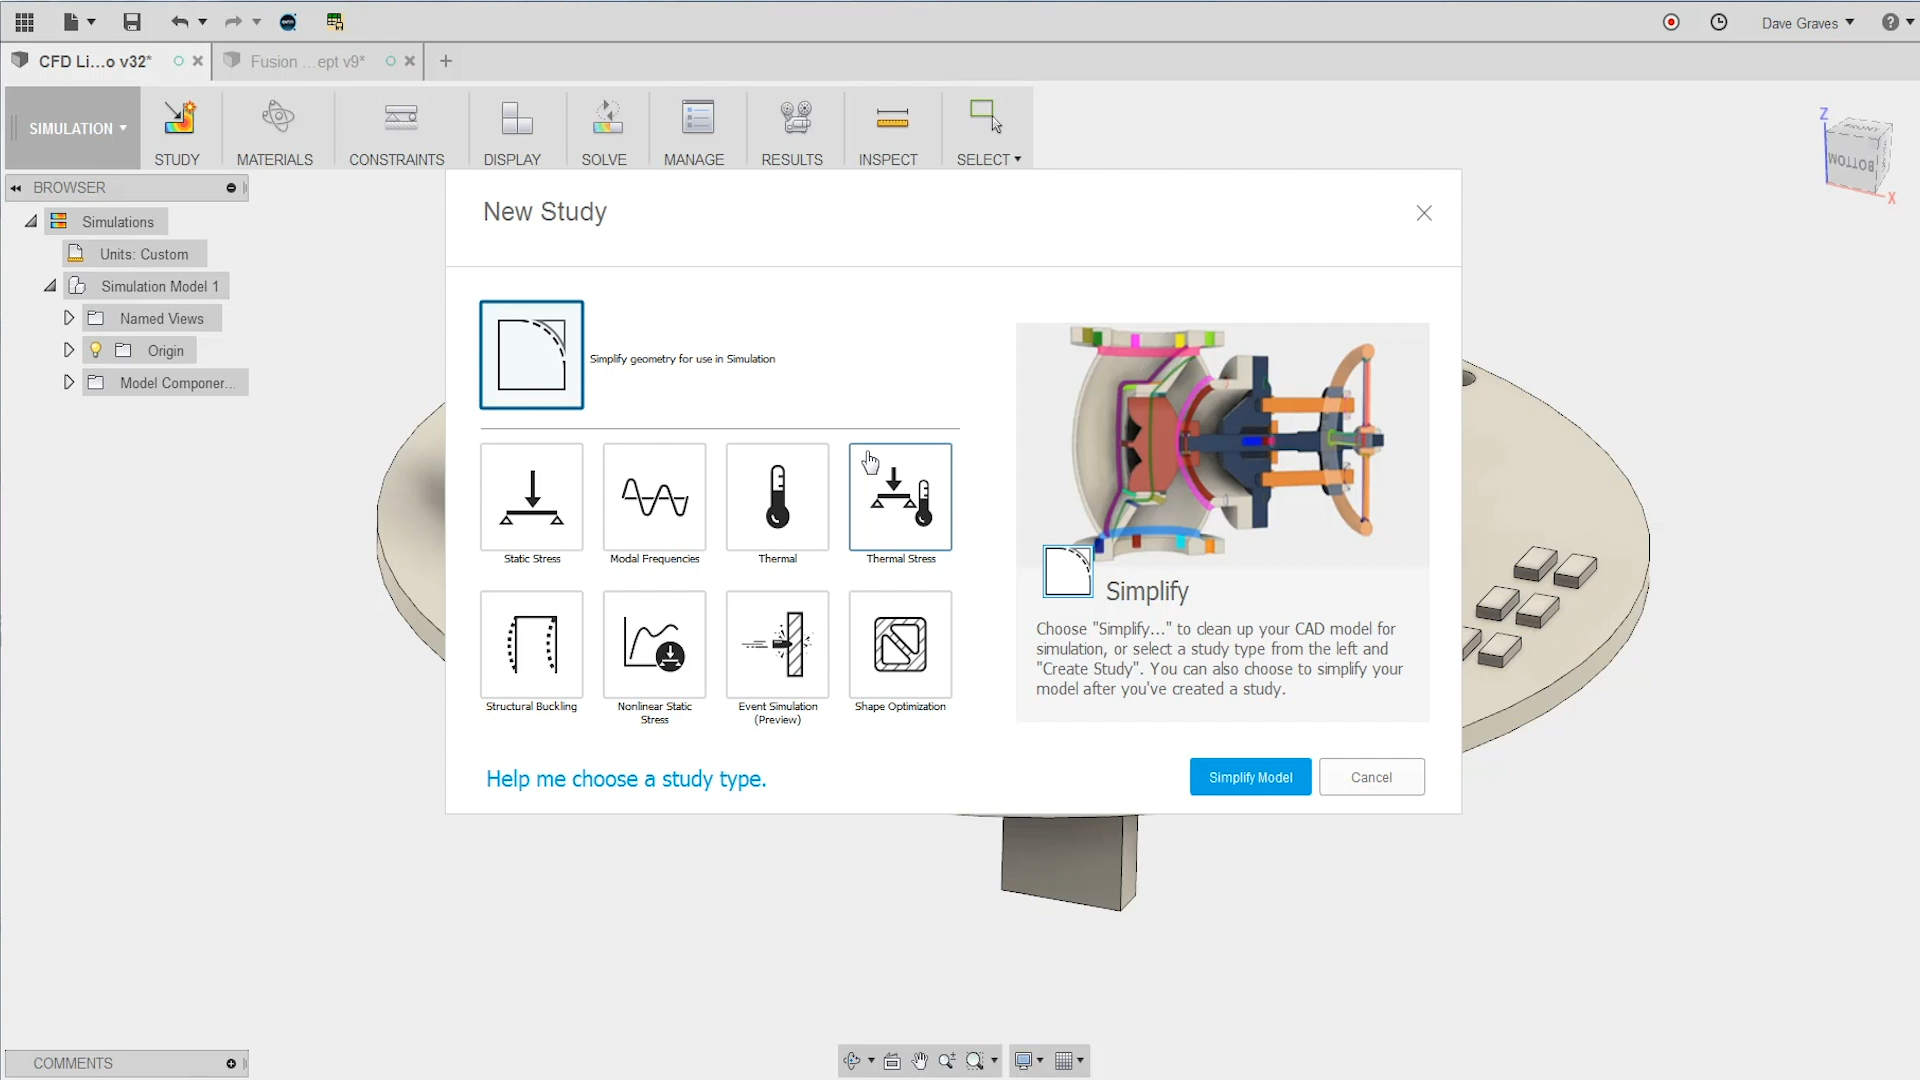 Dave Graves
CFD Li...o v32*
Fusion ...ept v9*
SIMULATION
STUDY
MATERIALS
CONSTRAINTS
DISPLAY
SOLVE
MANAGE
RESULTS
INSPECT
SELECT
Z
FRONT
BOTTOM
X
BROWSER
Simulations
Units: Custom
Simulation Model 1
Named Views
Origin
Model Componer...
New Study
Simplify geometry for use in Simulation
Static Stress
Modal Frequencies
Thermal
Thermal Stress
Structural Buckling
Nonlinear Static
Stress
Event Simulation
(Preview)
Shape Optimization
Simplify
Choose "Simplify..." to clean up your CAD model for
simulation, or select a study type from the left and
"Create Study". You can also choose to simplify your
model after you've created a study.
Help me choose a study type.
Simplify Model
Cancel
COMMENTS